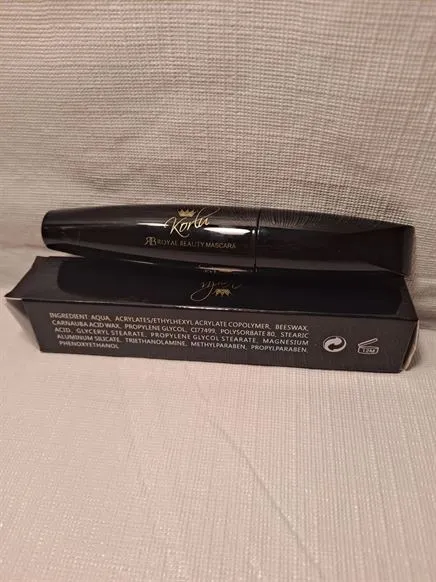 Korlu
RB ROYAL BEAUTY MASCARA
INGREDIENT: AQUA, ACRYLATES/ETHYLHEXYL ACRYLATE COPOLYMER, BEESWAX,
CARNAUBA ACID WAX, PROPYLENE GLYCOL, CI77499, POLYSORBATE 80, STEARIC
ACID, GLYCERYL STEARATE, PROPYLENE GLYCOL STEARATE, MAGNESIUM
ALUMINUM SILICATE, TRIETHANOLAMINE, METHYLPARABEN, PROPYLPARABEN,
PHENOXYETHANOL
12M